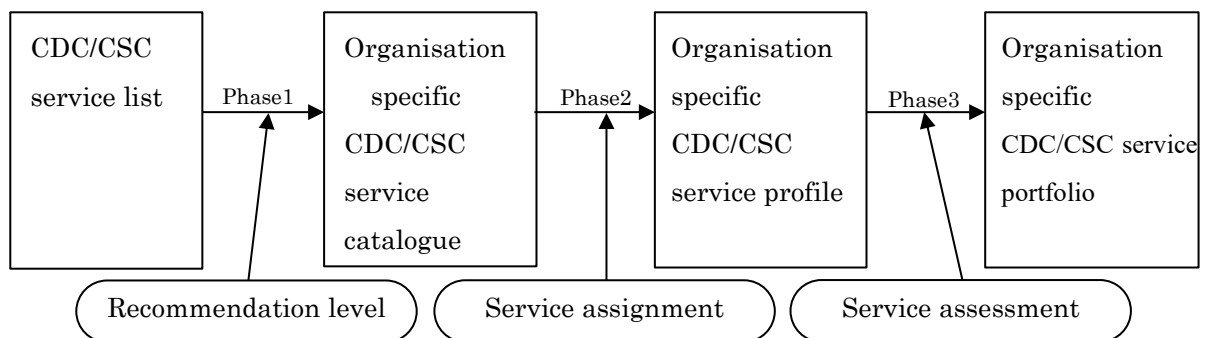 CDC/CSC
service list
Phase1
Organisation
specific
CDC/CSC
service
catalogue
Phase2
Organisation
specific
CDC/CSC
service profile
Phase3
Organisation
specific
CDC/CSC service
portfolio
Recommendation level
Service assignment
Service assessment